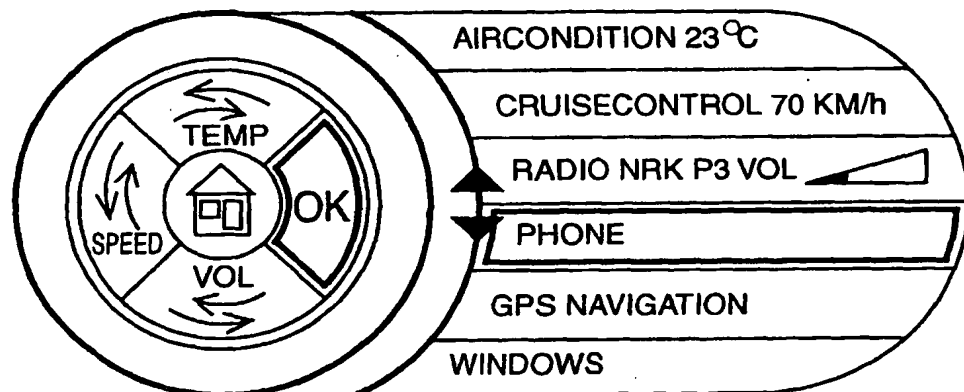 AIRCONDITION 23°C
CRUISECONTROL 70 KM/h
RADIO NRK P3 VOL
PHONE
GPS NAVIGATION
WINDOWS
TEMP
OK
SPEED
VOL